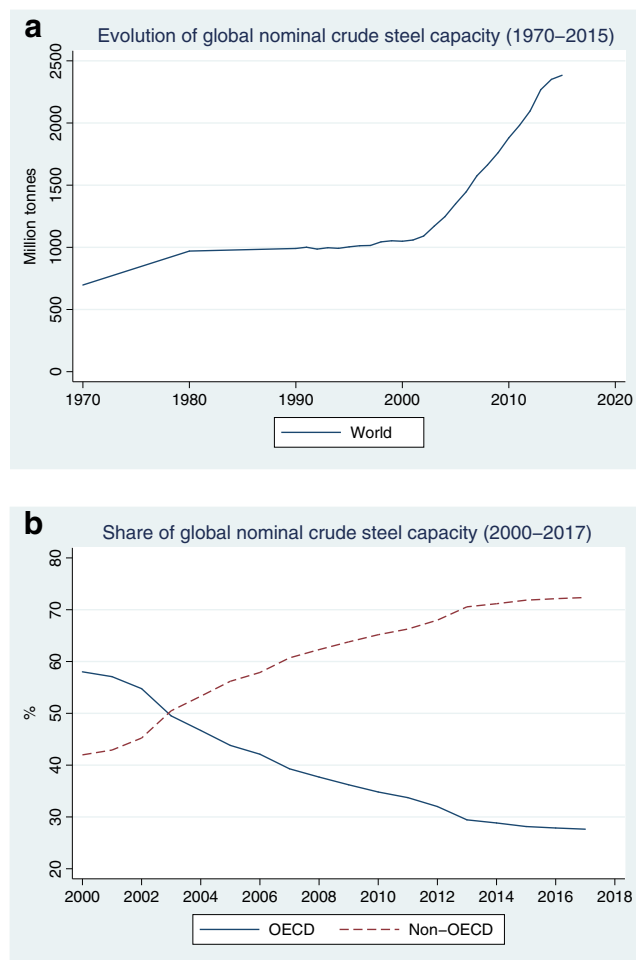 a
Evolution of global nominal crude steel capacity (1970–2015)
Million tonnes
2500
2000
1500
1000
500
0
1970 1980 1990 2000 2010 2020
World
b
Share of global nominal crude steel capacity (2000–2017)
%
80
70
60
50
40
30
20
2000 2002 2004 2006 2008 2010 2012 2014 2016 2018
OECD Non−OECD